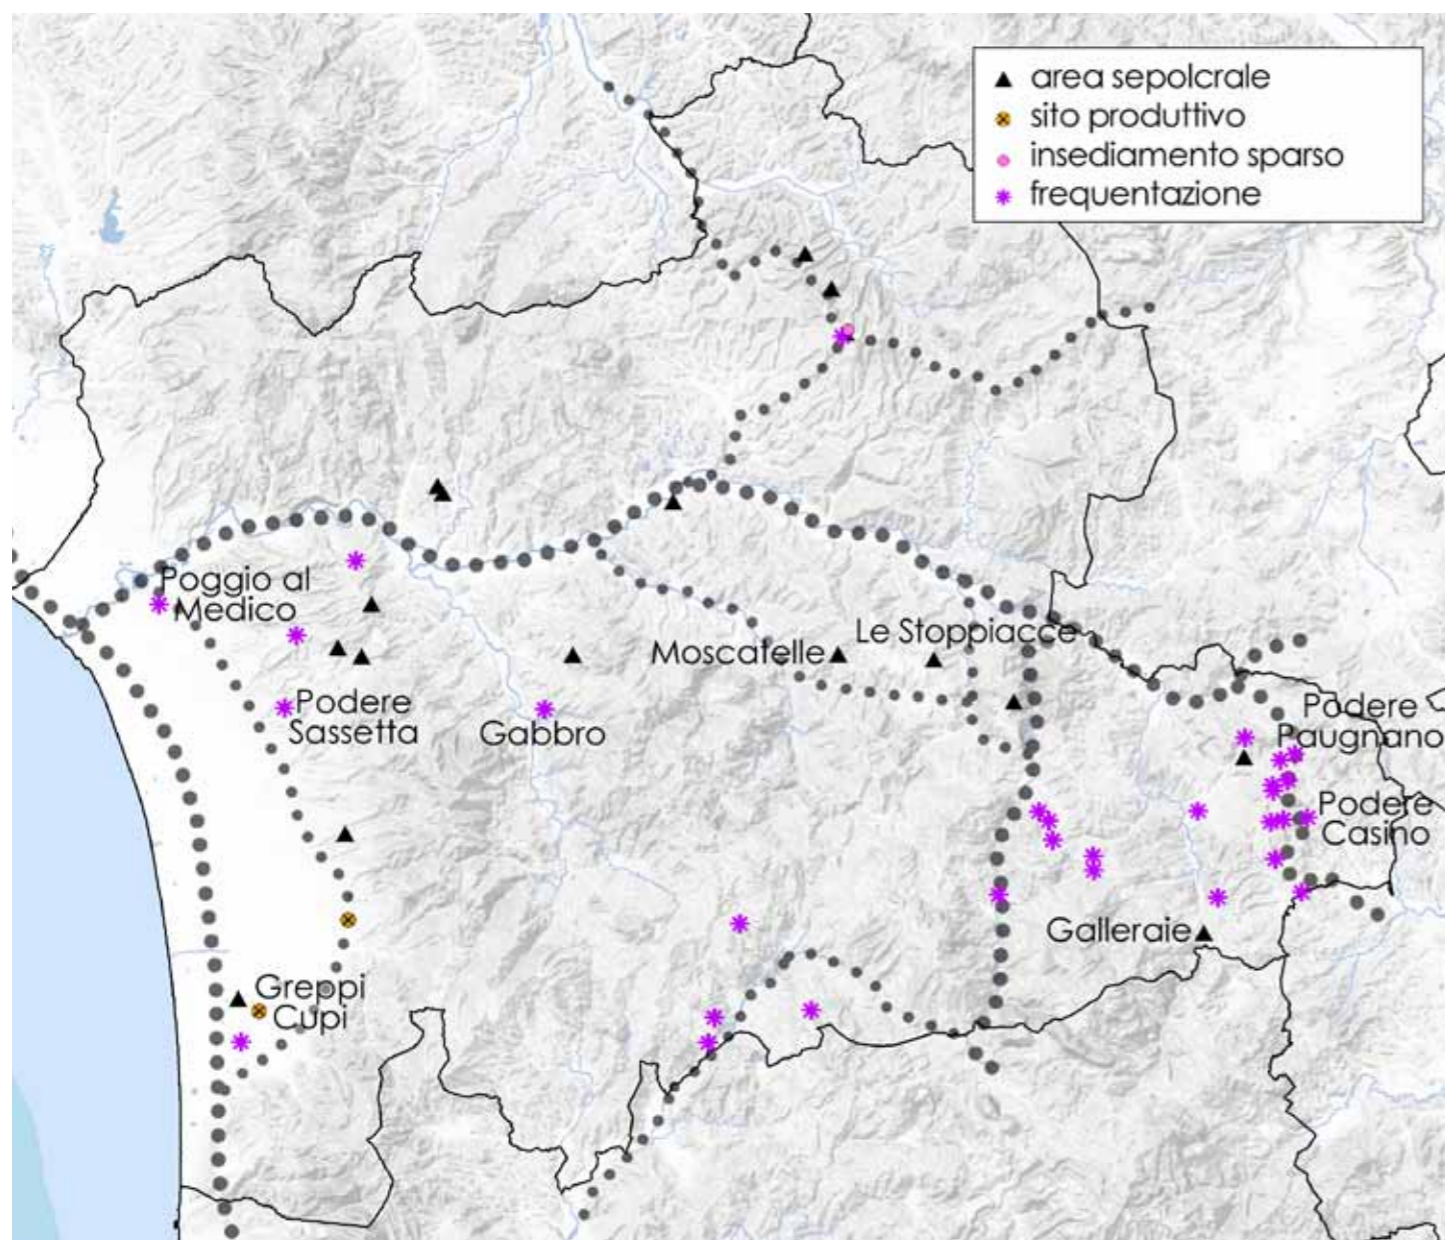 area sepolcrale
sito produttivo
insediamento sparso
frequentazione
Poggio al
Medico
Le Stoppiacce
Moscatelle
Podere
Sassetta
Gabbro
Podere
Paugnano
Podere
Casino
Galleraie
Greppi
Cupi